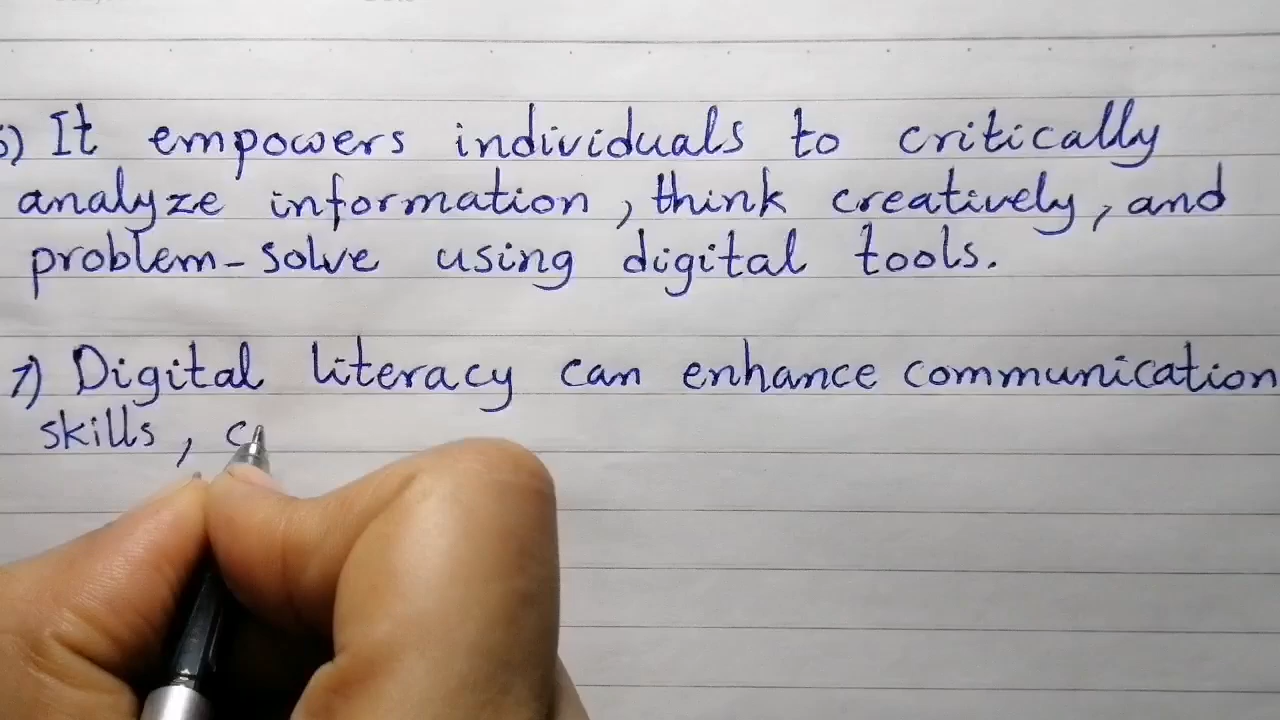 6) It empowers individuals to critically
analyze information, think creatively, and
problem-solve using digital tools.
7) Digital literacy can enhance communication
skills, c